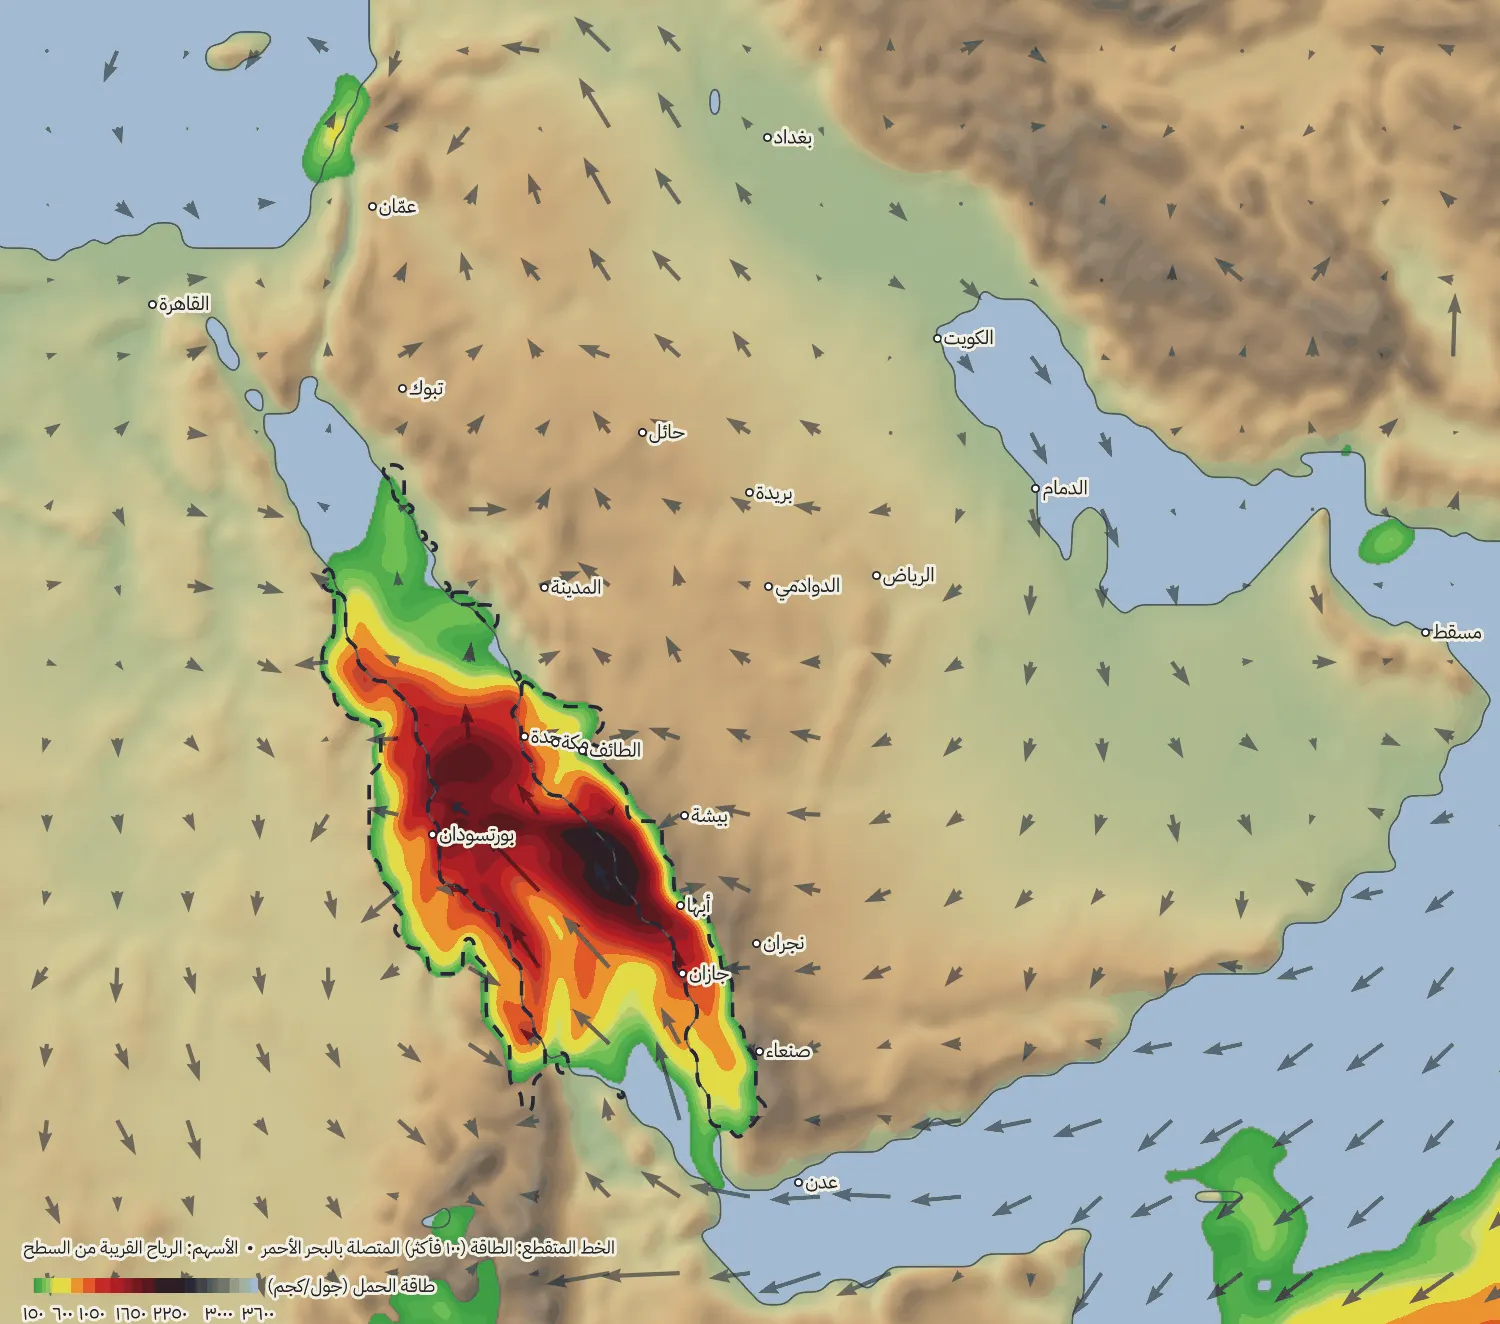 بغداد
عمّان
القاهرة
الكويت
تبوك
حائل
الدمام
بريدة
الرياض
الدوادمي
المدينة
مسقط
جدة
مكة
الطائف
بيشة
بورتسودان
أبها
نجران
جازان
صنعاء
عدن
الخط المتقطع: الطاقة (١٠٠ فأكثر) المتصلة بالبحر الأحمر • الأسهم: الرياح القريبة من السطح
طاقة الحمل (جول/كجم)
١٥٠ ٦٠٠ ١٠٥٠ ١٦٥٠ ٢٢٥٠ ٣٠٠٠ ٣٦٠٠